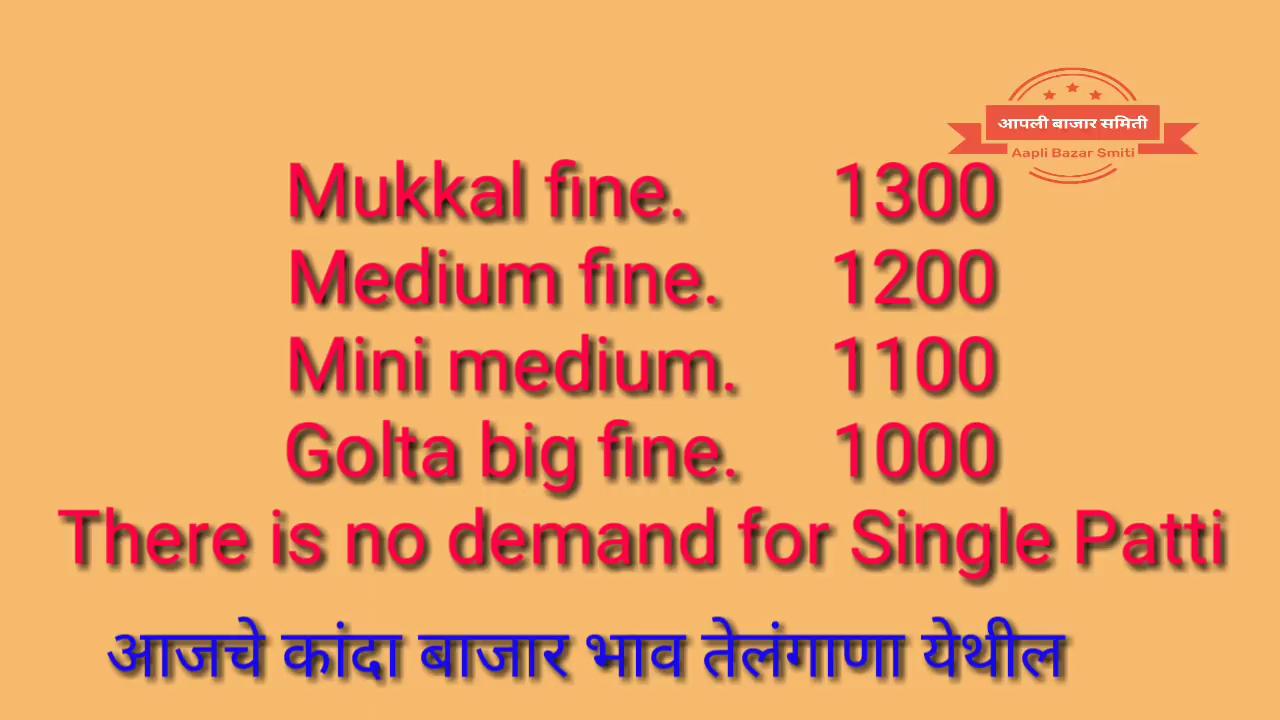 आपली बाजार समिती
Aapli Bazar Smiti
Mukkal fine. 1300
Medium fine. 1200
Mini medium. 1100
Golta big fine. 1000
There is no demand for Single Patti
आजचे कांदा बाजार भाव तेलंगाणा येथील